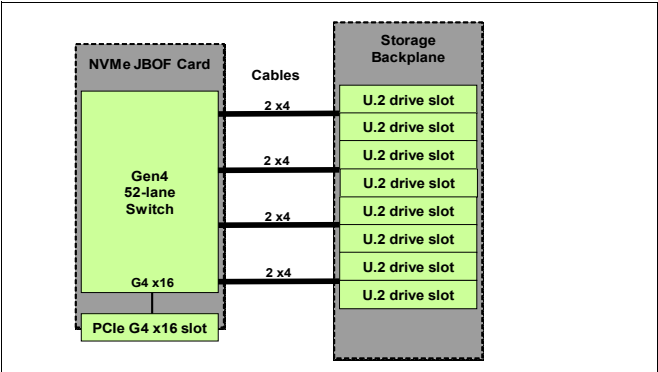 NVMe JBOF Card
Cables
Storage
Backplane
Gen4
52-lane
Switch
G4 x16
PCIe G4 x16 slot
2 x4
2 x4
2 x4
2 x4
U.2 drive slot
U.2 drive slot
U.2 drive slot
U.2 drive slot
U.2 drive slot
U.2 drive slot
U.2 drive slot
U.2 drive slot